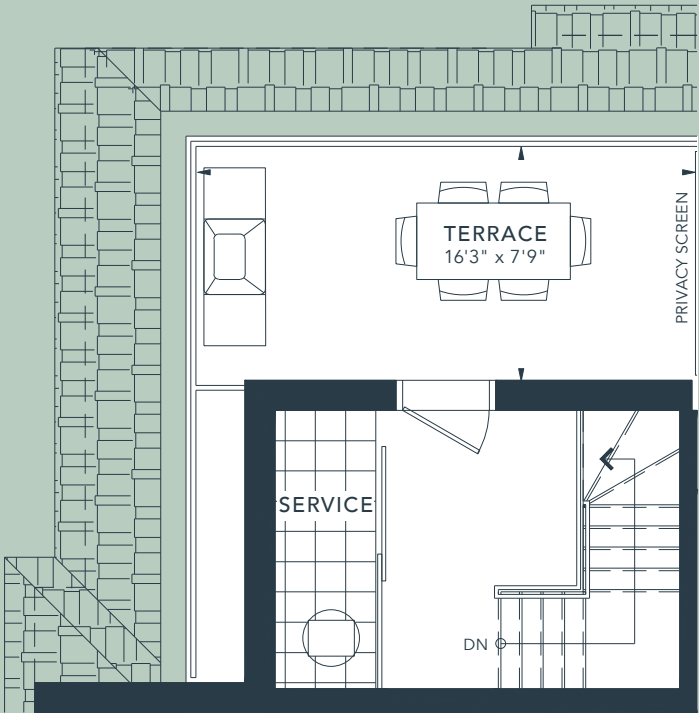 TERRACE
16'3" x 7'9"
PRIVACY SCREEN
SERVICE
DN